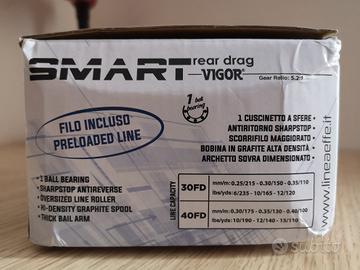 SMART rear drag
VIGOR®
Gear Ratio: 5.2:1
1 ball
bearing
FILO INCLUSO
PRELOADED LINE
1 CUSCINETTO A SFERE •
ANTIRITORNO SHARPSTOP •
SCORRIFILO MAGGIORATO •
BOBINA IN GRAFITE ALTA DENSITÀ •
ARCHETTO SOVRA DIMENSIONATO •
www.lineaeffe.it
• 1 BALL BEARING
• SHARPSTOP ANTIREVERSE
• OVERSIZED LINE ROLLER
• HI-DENSITY GRAPHITE SPOOL
• THICK BAIL ARM
LINE CAPACITY
30FD
mm/m: 0.25/215 - 0.30/150 - 0.35/110
lbs/yds: 6/235 - 10/165 - 12/120
40FD
mm/m: 0.30/175 - 0.35/130 - 0.40/100
lbs/yds: 10/190 - 12/140 - 15/110
subito